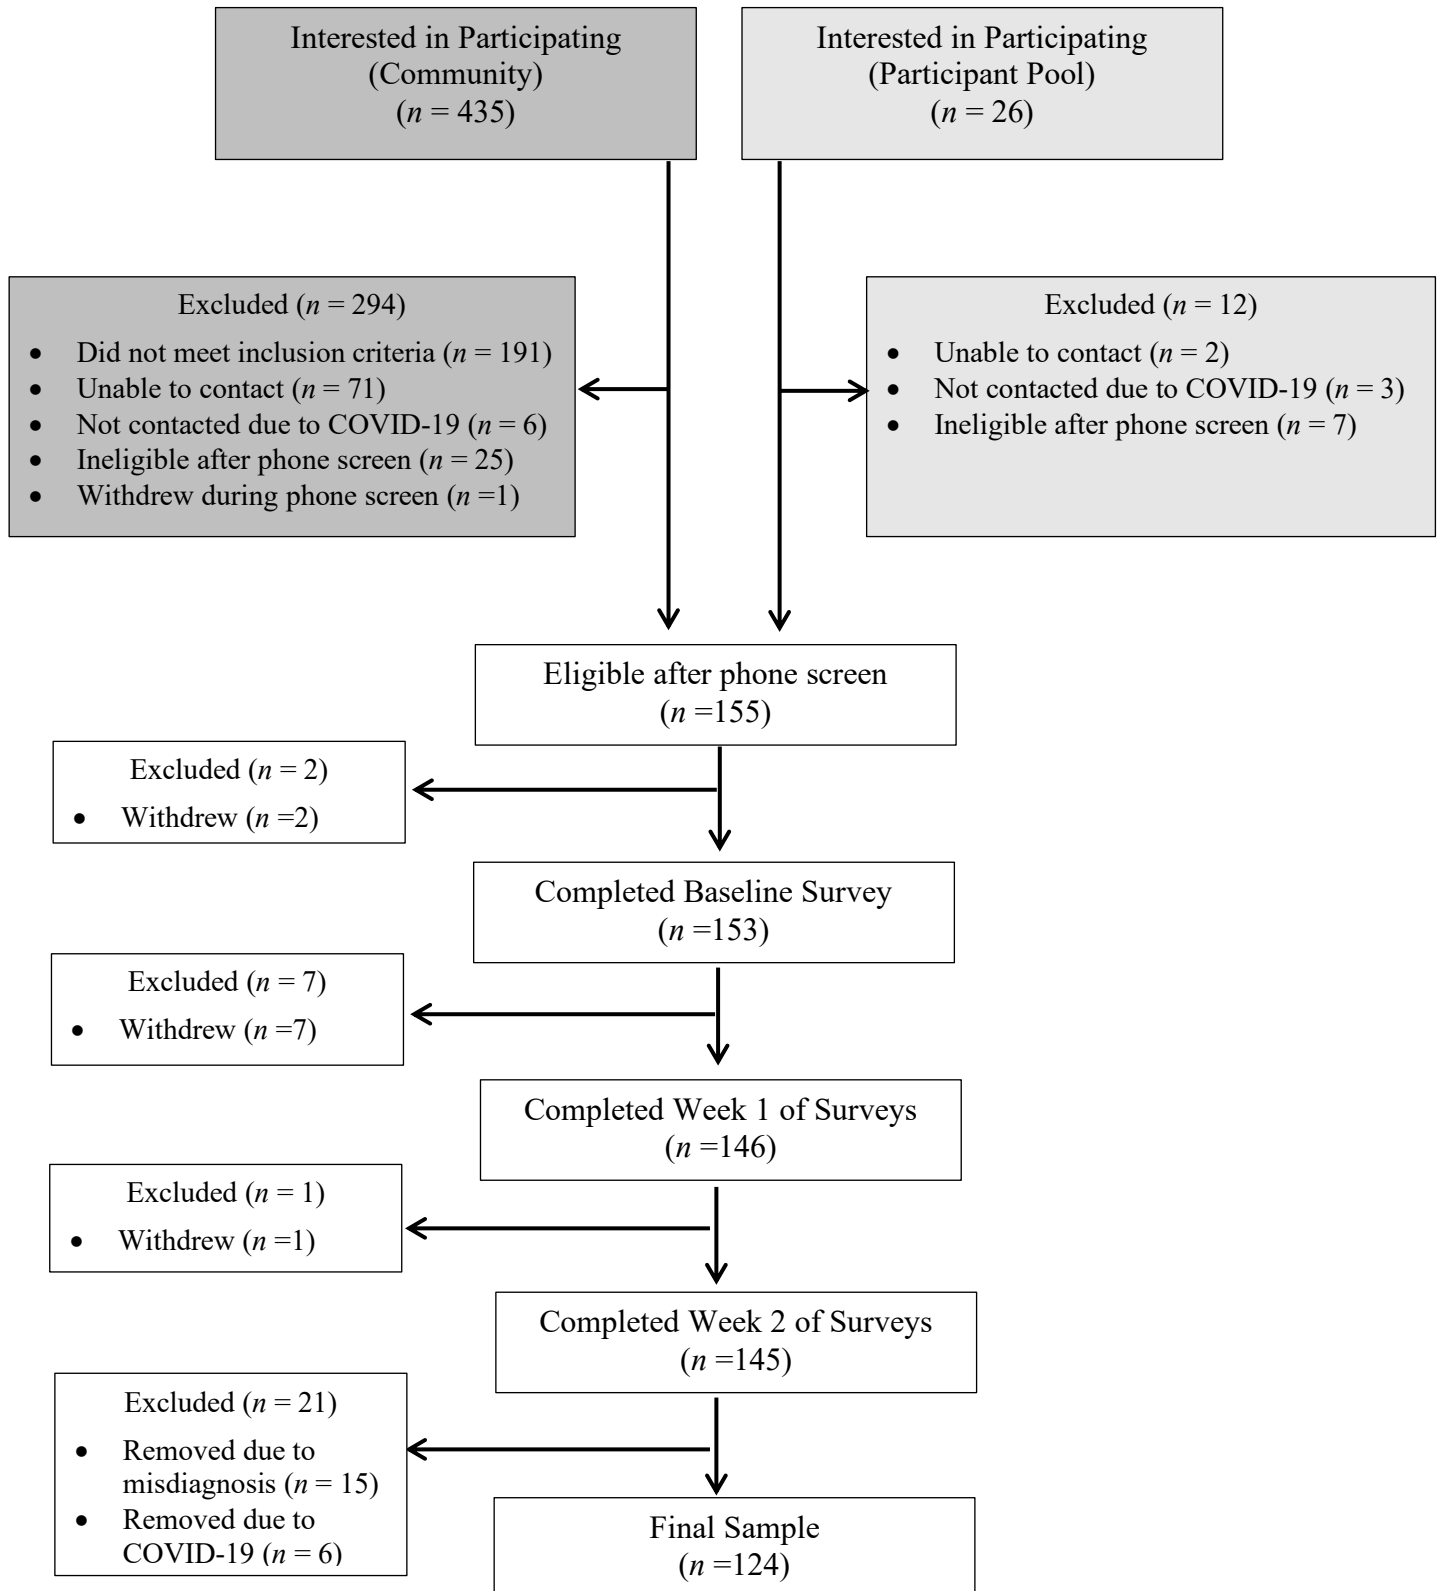 Interested in Participating
(Community)
(n = 435)
Interested in Participating
(Participant Pool)
(n = 26)
Excluded (n = 294)
• Did not meet inclusion criteria (n = 191)
• Unable to contact (n = 71)
• Not contacted due to COVID-19 (n = 6)
• Ineligible after phone screen (n = 25)
• Withdrew during phone screen (n =1)
Excluded (n = 12)
• Unable to contact (n = 2)
• Not contacted due to COVID-19 (n = 3)
• Ineligible after phone screen (n = 7)
Eligible after phone screen
(n =155)
Excluded (n = 2)
• Withdrew (n =2)
Completed Baseline Survey
(n =153)
Excluded (n = 7)
• Withdrew (n =7)
Completed Week 1 of Surveys
(n =146)
Excluded (n = 1)
• Withdrew (n =1)
Completed Week 2 of Surveys
(n =145)
Excluded (n = 21)
• Removed due to
misdiagnosis (n = 15)
• Removed due to
COVID-19 (n = 6)
Final Sample
(n =124)